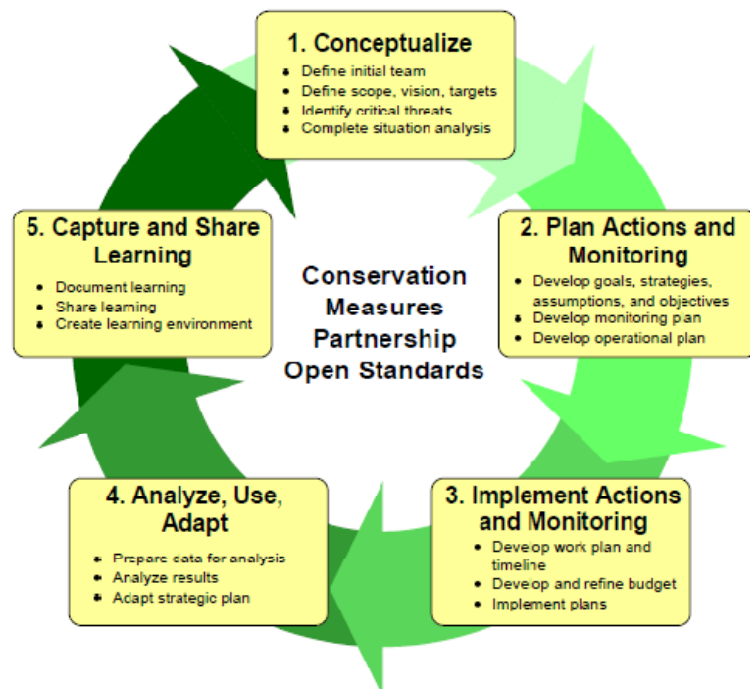 1. Conceptualize
Define initial team
Define scope, vision, targets
Identify critical threats
Complete situation analysis
2. Plan Actions and
Monitoring
Develop goals, strategies,
assumptions, and objectives
Develop monitoring plan
Develop operational plan
3. Implement Actions
and Monitoring
Develop work plan and
timeline
Develop and refine budget
Implement plans
4. Analyze, Use,
Adapt
Prepare data for analysis
Analyze results
Adapt strategic plan
5. Capture and Share
Learning
Document learning
Share learning
Create learning environment
Conservation
Measures
Partnership
Open Standards